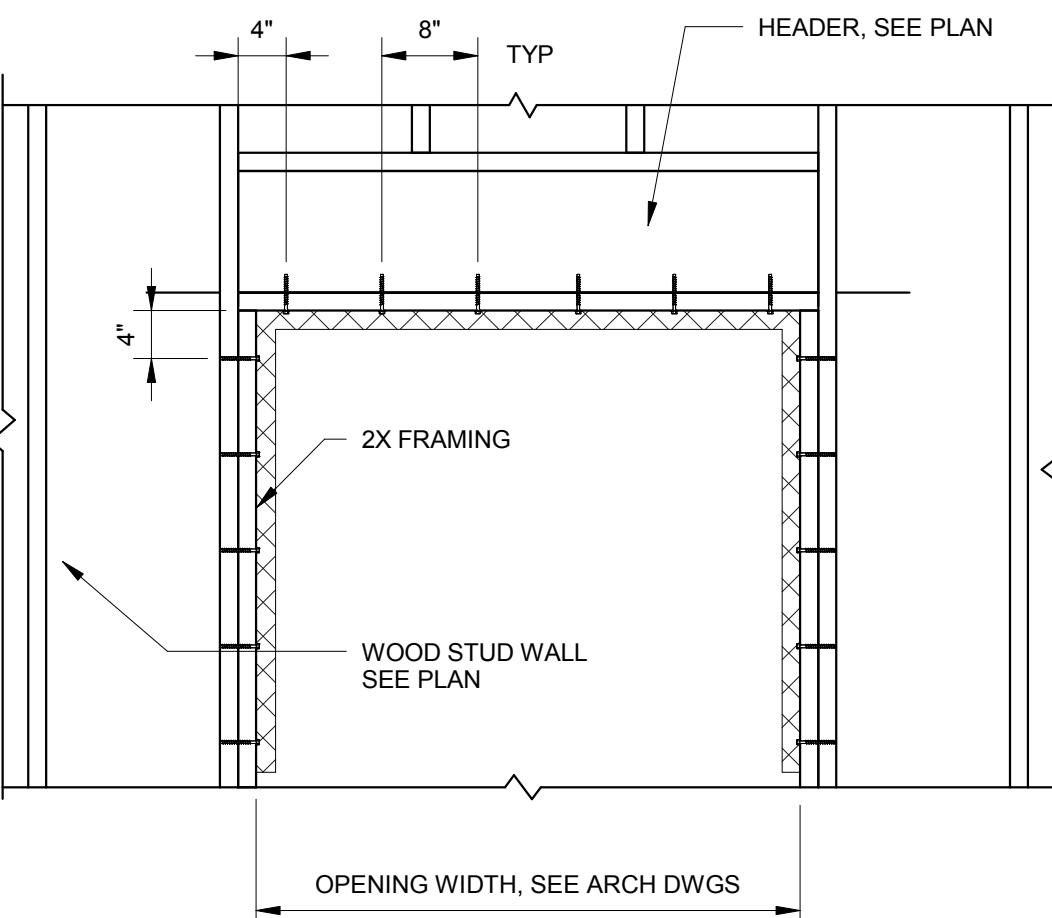 4"
8"
TYP
HEADER, SEE PLAN
4"
2X FRAMING
WOOD STUD WALL
SEE PLAN
OPENING WIDTH, SEE ARCH DWGS